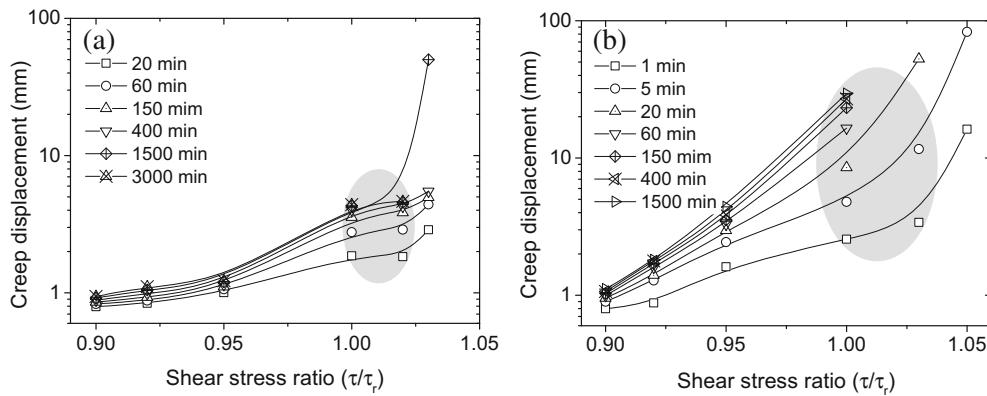 (a)
20 min
60 min
150 mim
400 min
1500 min
3000 min
Creep displacement (mm)
100
10
1
0.90
0.95
1.00
1.05
Shear stress ratio (τ/τr)
(b)
1 min
5 min
20 min
60 min
150 mim
400 min
1500 min
Creep displacement (mm)
100
10
1
0.90
0.95
1.00
1.05
Shear stress ratio (τ/τr)